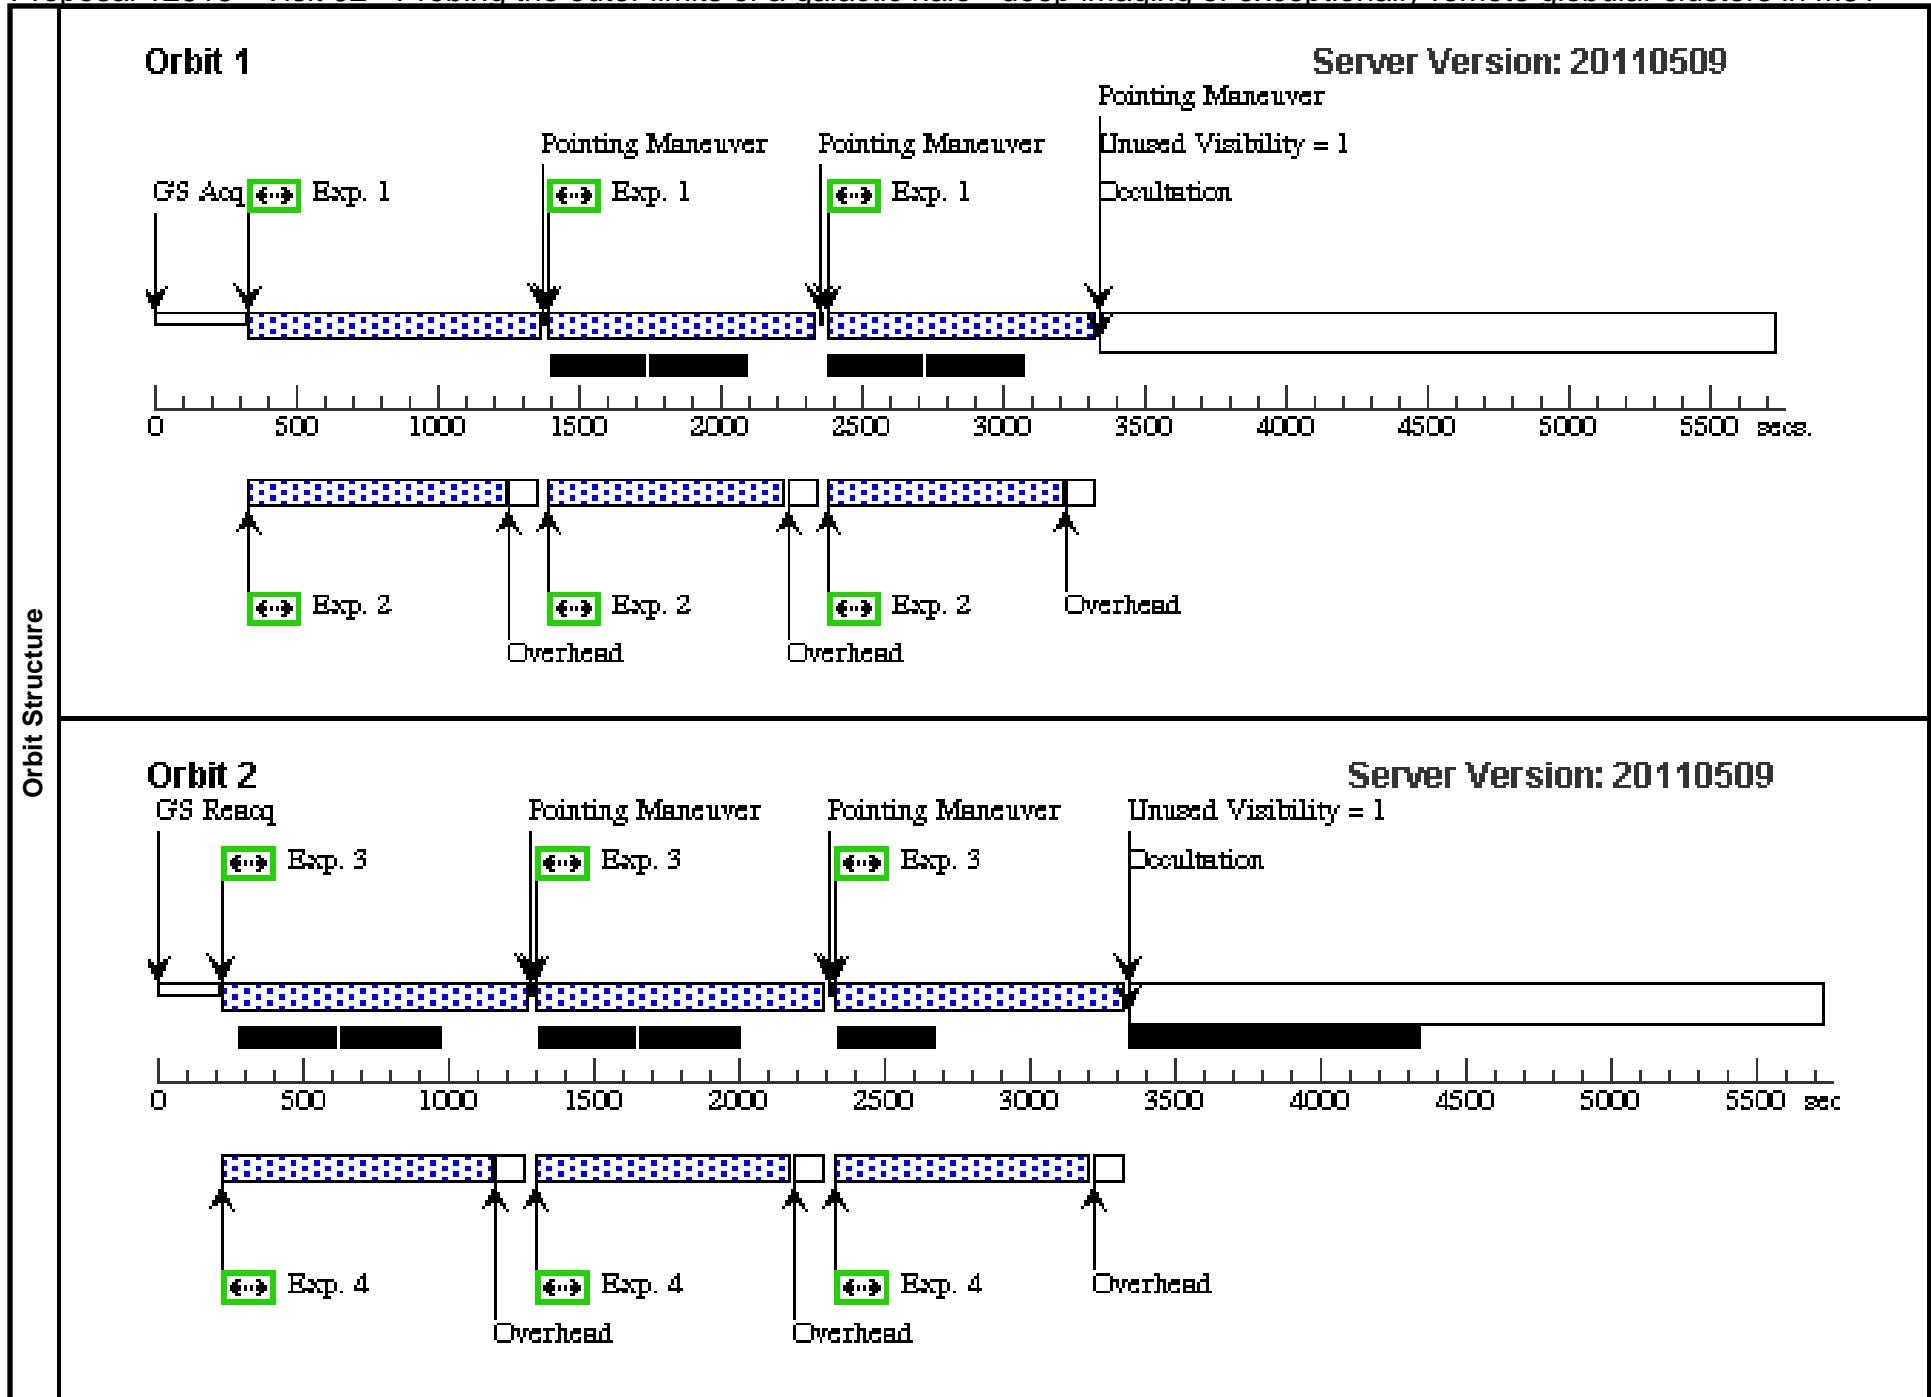 Orbit Structure
Orbit 1
Server Version: 20110509
Pointing Maneuver
Pointing Maneuver
Pointing Maneuver
Unused Visibility = 1
GS Acq
Exp. 1
Exp. 1
Exp. 1
Occultation
0 500 1000 1500 2000 2500 3000 3500 4000 4500 5000 5500 secs.
Exp. 2
Exp. 2
Exp. 2
Overhead
Overhead
Overhead
Orbit 2
Server Version: 20110509
GS Reacq
Pointing Maneuver
Pointing Maneuver
Unused Visibility = 1
Exp. 3
Exp. 3
Exp. 3
Occultation
0 500 1000 1500 2000 2500 3000 3500 4000 4500 5000 5500 sec
Exp. 4
Exp. 4
Exp. 4
Overhead
Overhead
Overhead